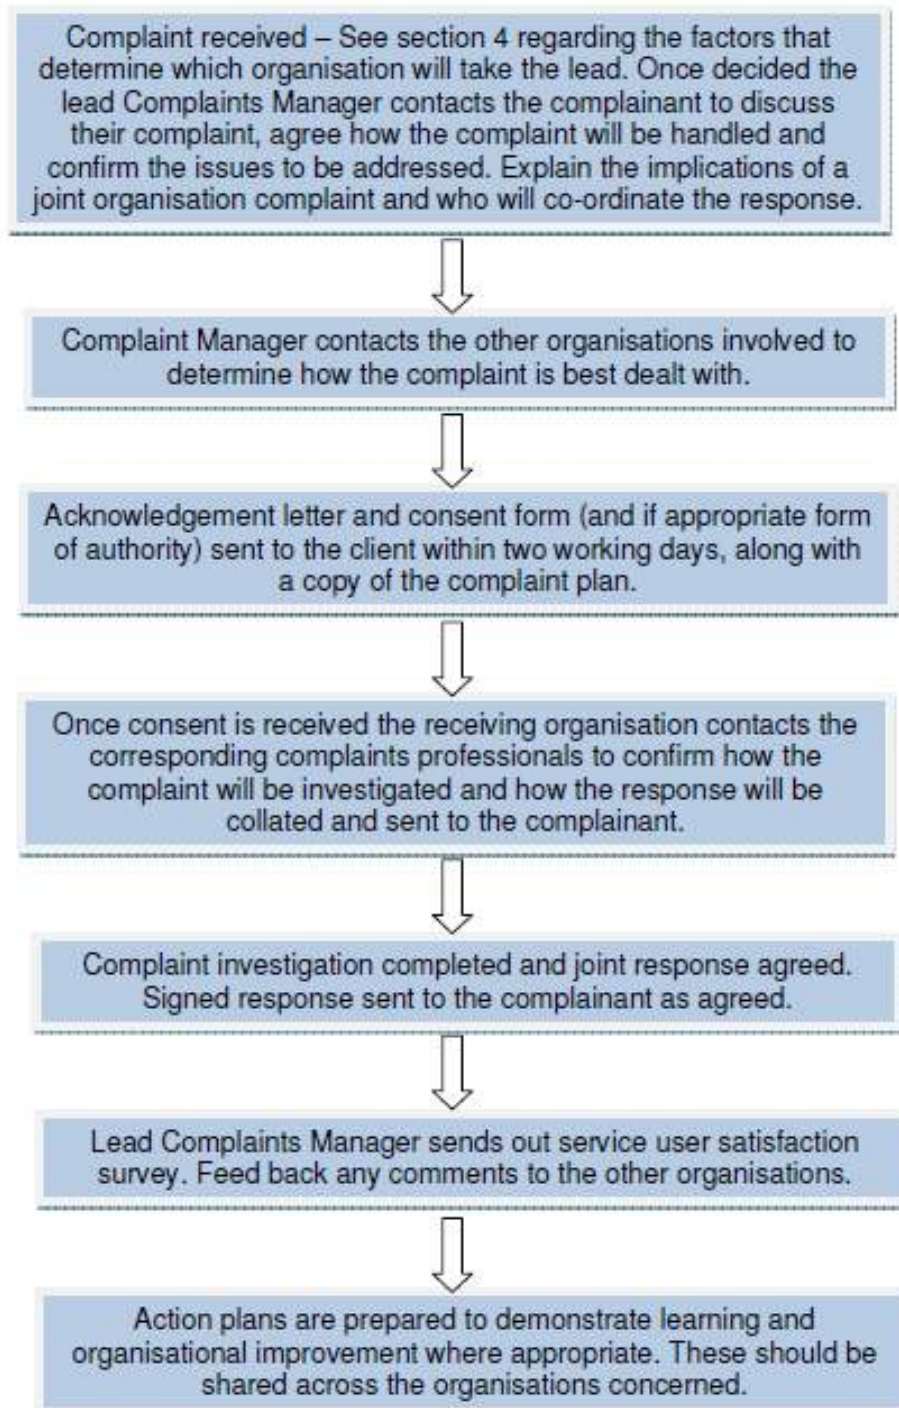 Complaint received – See section 4 regarding the factors that
determine which organisation will take the lead. Once decided the
lead Complaints Manager contacts the complainant to discuss
their complaint, agree how the complaint will be handled and
confirm the issues to be addressed. Explain the implications of a
joint organisation complaint and who will co-ordinate the response.
Complaint Manager contacts the other organisations involved to
determine how the complaint is best dealt with.
Acknowledgement letter and consent form (and if appropriate form
of authority) sent to the client within two working days, along with
a copy of the complaint plan.
Once consent is received the receiving organisation contacts the
corresponding complaints professionals to confirm how the
complaint will be investigated and how the response will be
collated and sent to the complainant.
Complaint investigation completed and joint response agreed.
Signed response sent to the complainant as agreed.
Lead Complaints Manager sends out service user satisfaction
survey. Feed back any comments to the other organisations.
Action plans are prepared to demonstrate learning and
organisational improvement where appropriate. These should be
shared across the organisations concerned.